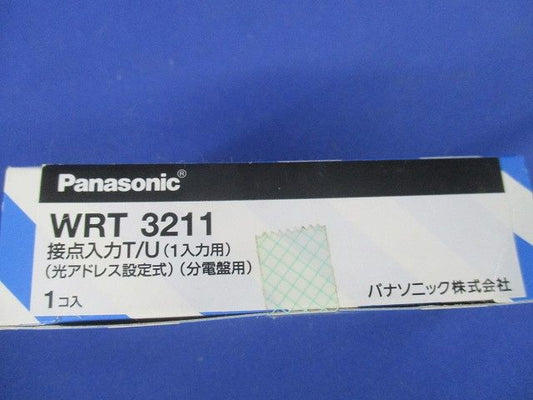 Panasonic®
WRT 3211
接点入力T/U(1入力用)
(光アドレス設定式)(分電盤用)
1コ入
パナソニック株式会社